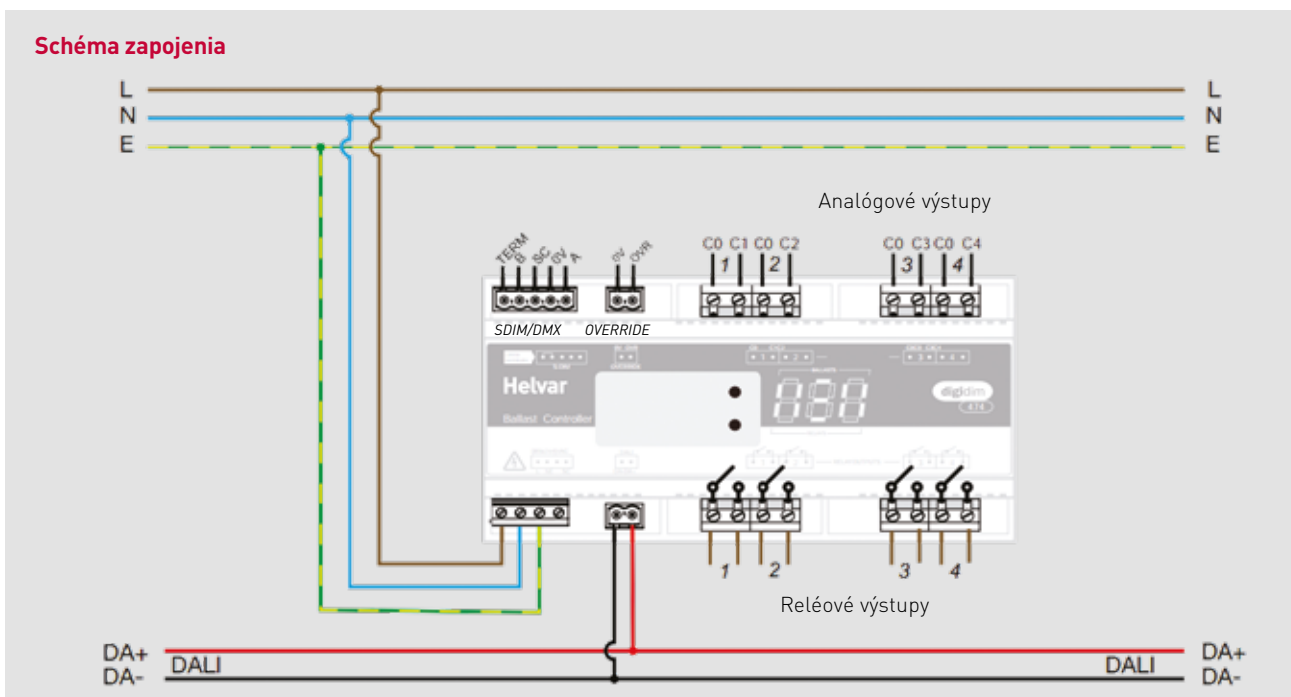 Schéma zapojenia
L
L
N
N
E
E
Analógové výstupy
TERM B SC 0V A
0V OVR
C0 C1 C0 C2
C0 C3 C0 C4
1 2
3 4
SDIM/DMX
OVERRIDE
Helvar
digidim
474
Ballast Controller
1 2
3 4
Reléové výstupy
DA+
DA+
DALI
DALI
DA-
DA-